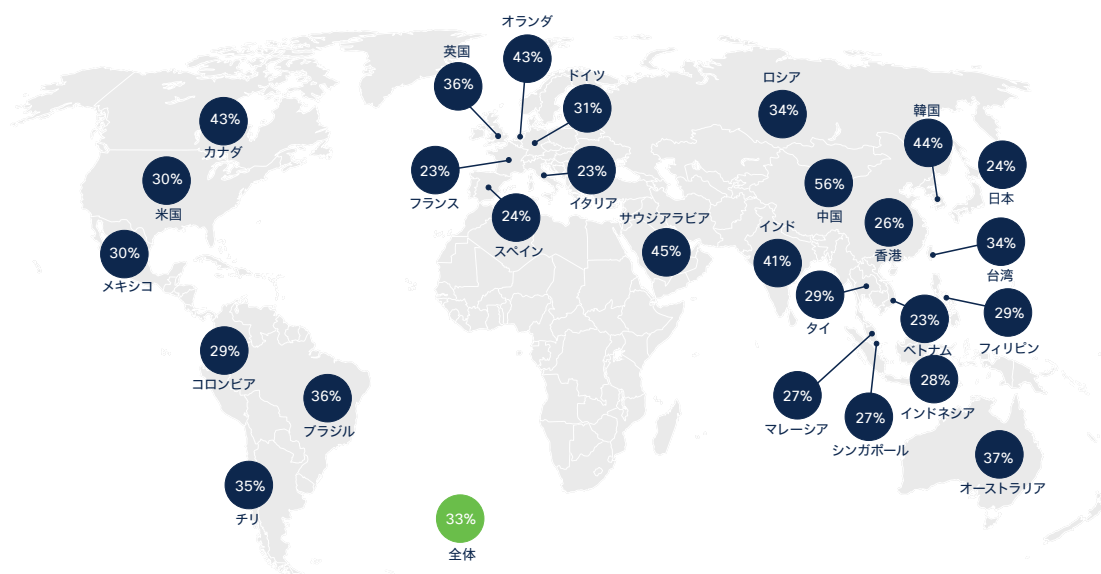 オランダ
43%
英国
36%
ドイツ
31%
ロシア
34%
43%
カナダ
韓国
44%
23%
フランス
23%
イタリア
24%
日本
30%
米国
56%
中国
24%
スペイン
サウジアラビア
45%
インド
41%
26%
香港
34%
台湾
30%
メキシコ
29%
タイ
23%
ベトナム
29%
フィリピン
29%
コロンビア
36%
ブラジル
27%
マレーシア
27%
シンガポール
28%
インドネシア
37%
オーストラリア
35%
チリ
33%
全体